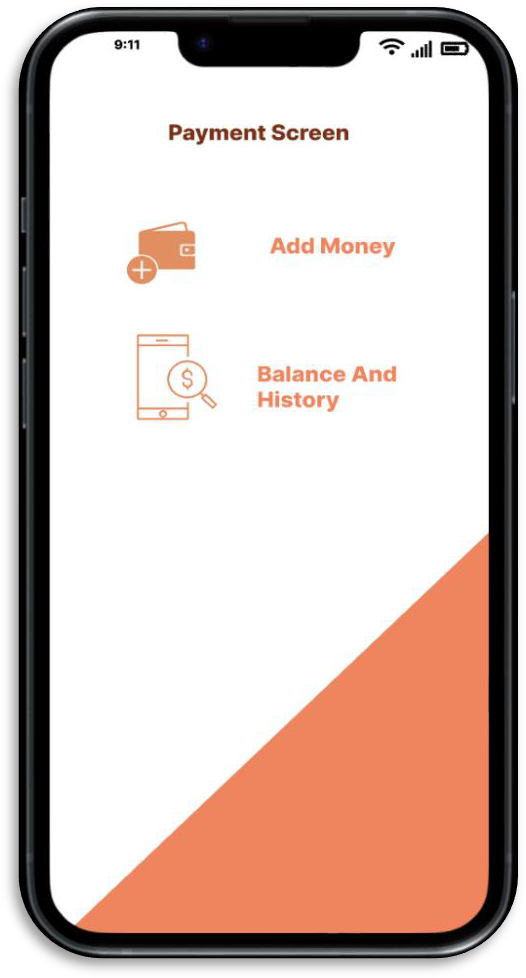 9:11
Payment Screen
Add Money
$
Balance And
History